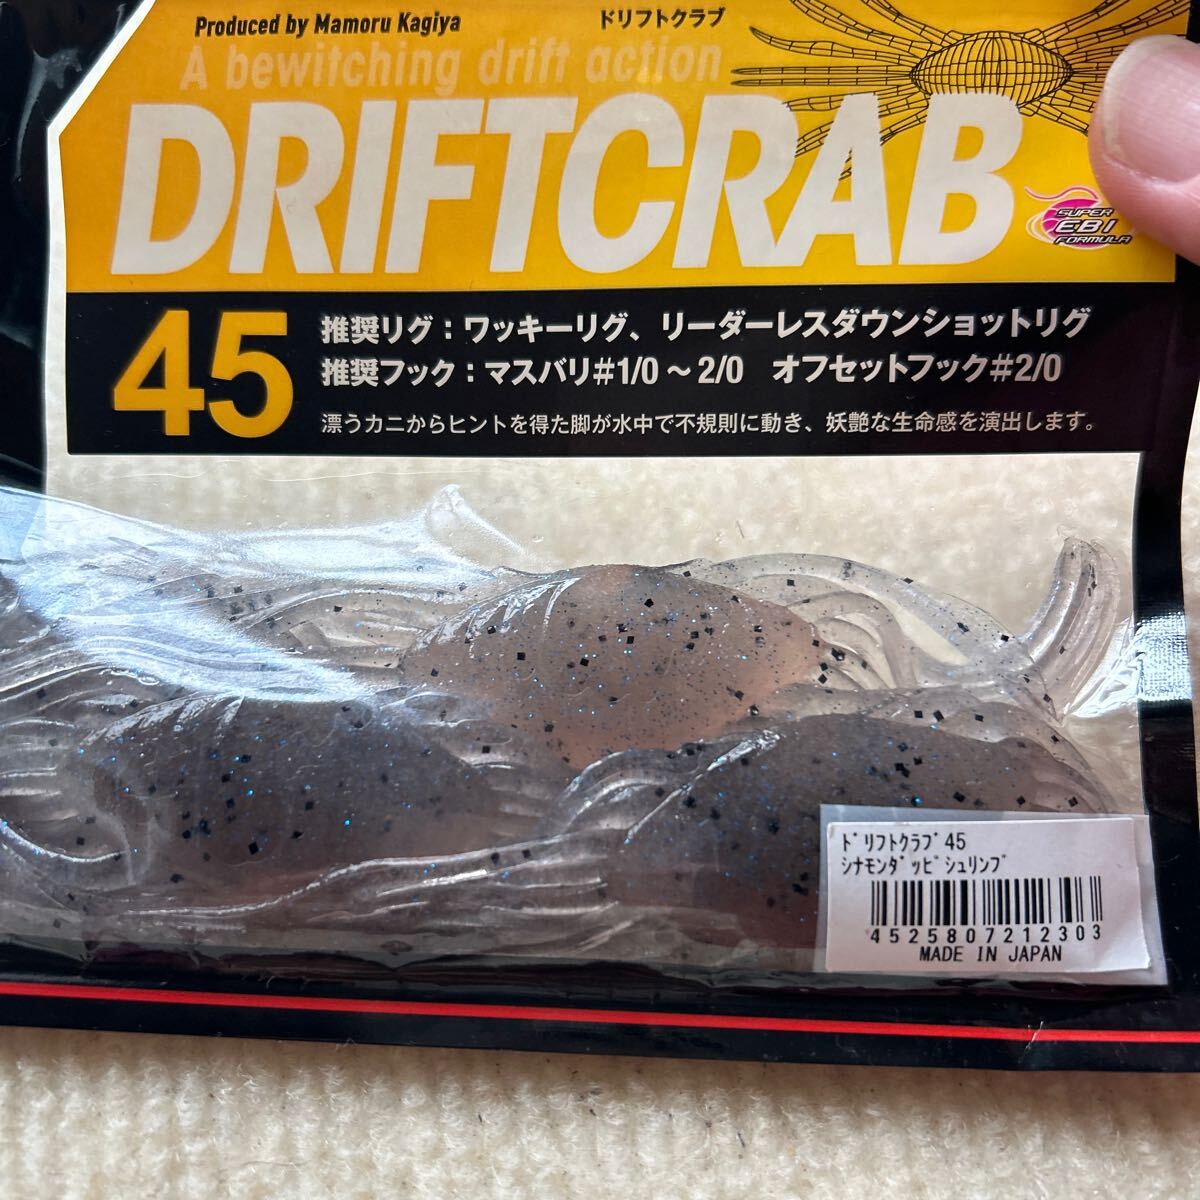 Produced by Mamoru Kagiya
ドリフトクラブ
A bewitching drift action
DRIFTCRAB
SUPER
EBI
FORMULA
45
推奨リグ：ワッキーリグ、リーダーレスダウンショットリグ
推奨フック：マスバリ#1/0～2/0　オフセットフック#2/0
漂うカニからヒントを得た脚が水中で不規則に動き、妖艶な生命感を演出します。
ﾄﾞﾘﾌﾄｸﾗﾌﾞ45
ｼﾅﾓﾝﾀﾞｯﾋﾟｼｭﾘﾝﾌﾟ
4525807212303
MADE IN JAPAN